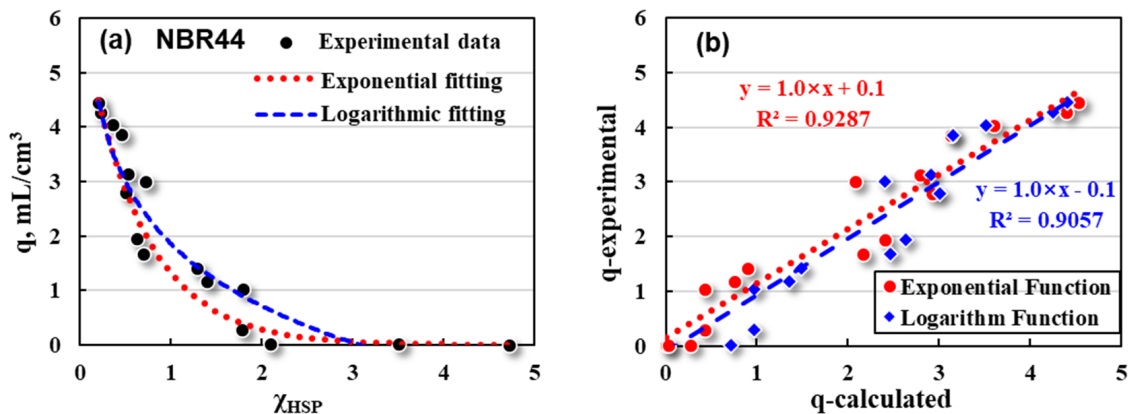 (a) NBR44
Experimental data
Exponential fitting
Logarithmic fitting
q, mL/cm³
6
5
4
3
2
1
0
0 1 2 3 4 5
χHSP
(b)
y = 1.0×x + 0.1
R² = 0.9287
y = 1.0×x - 0.1
R² = 0.9057
Exponential Function
Logarithm Function
q-experimental
6
5
4
3
2
1
0
0 1 2 3 4 5
q-calculated